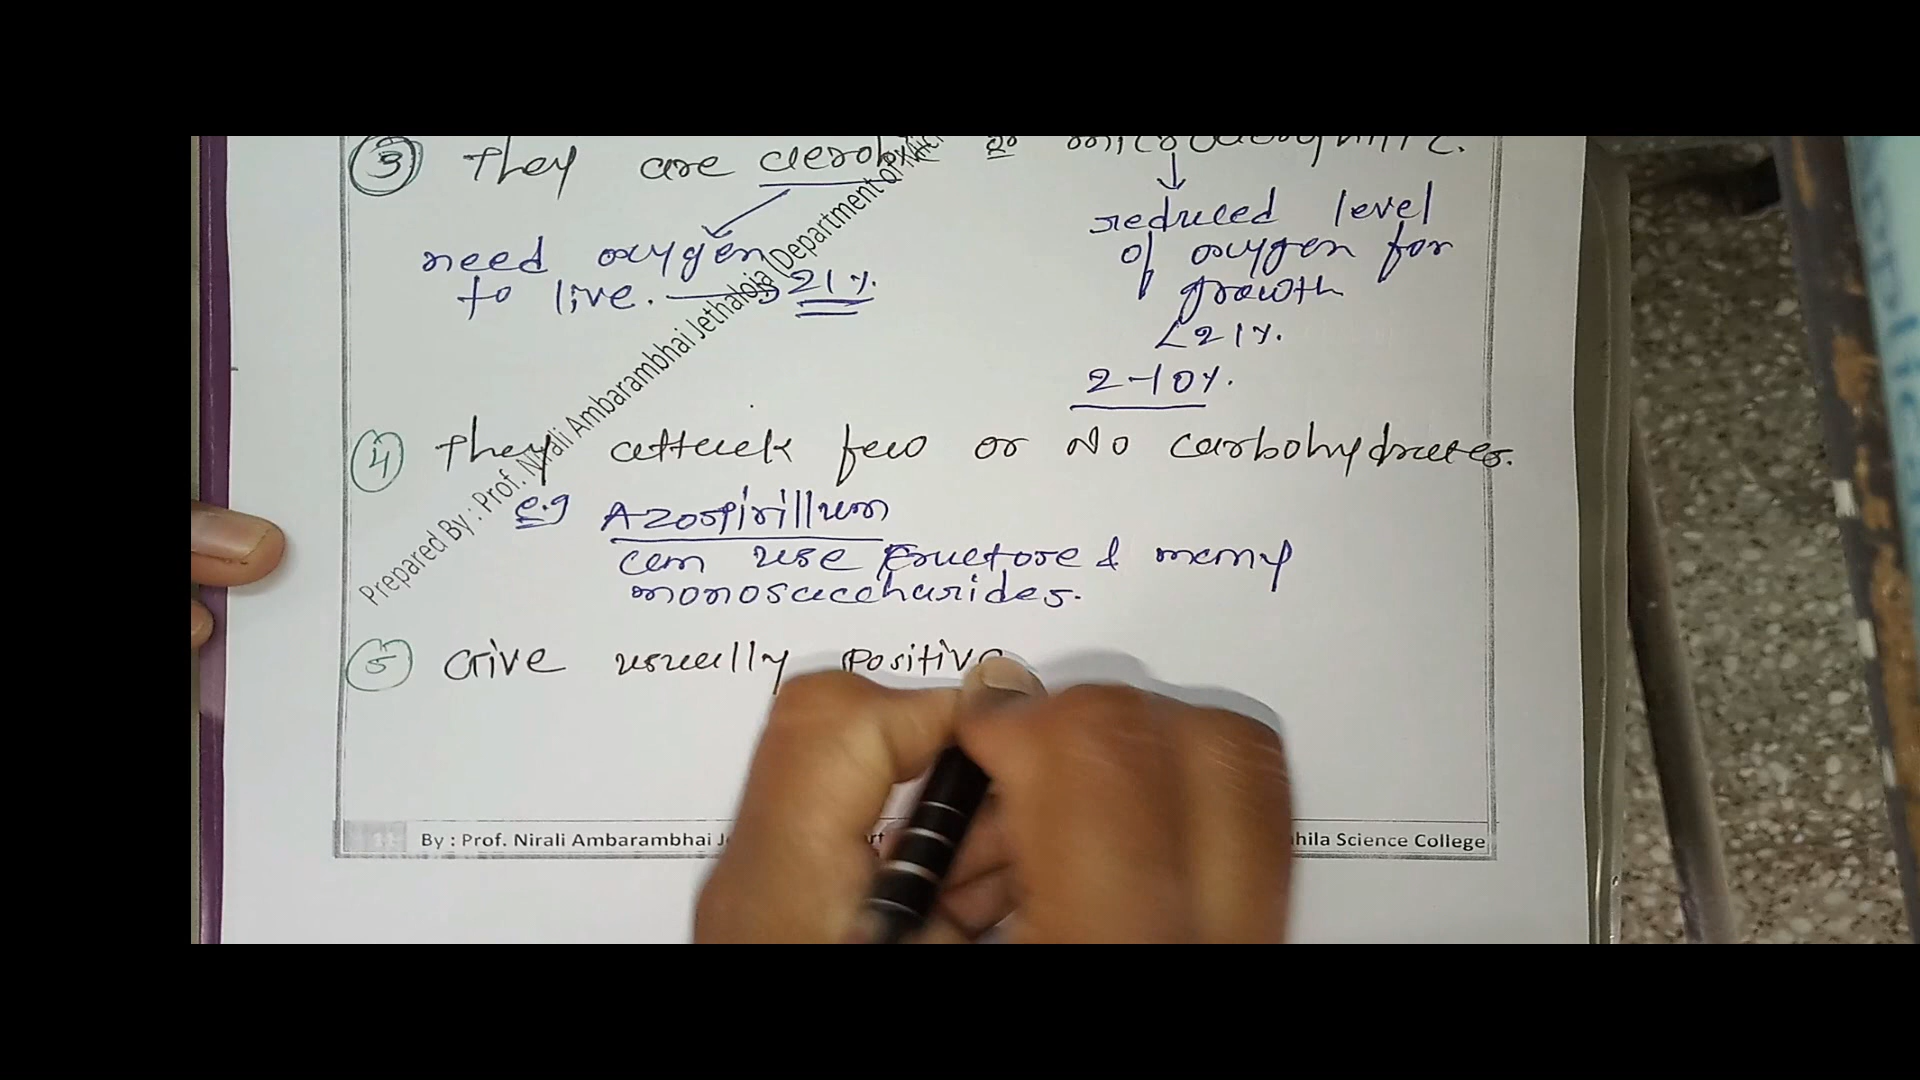 3 They are aerobic or microaerophilic.
need oxygen
to live. → 21%.
reduced level
of oxygen for
growth
<21%.
2-10%.
4 They attack few or No carbohydrates.
e.g Azospirillum
can use fructose & many
monosaccharides.
5 Give usually positive
Prepared By : Prof. Nirali Ambarambhai Jethaloja (Department of
By : Prof. Nirali Ambarambhai
Science College